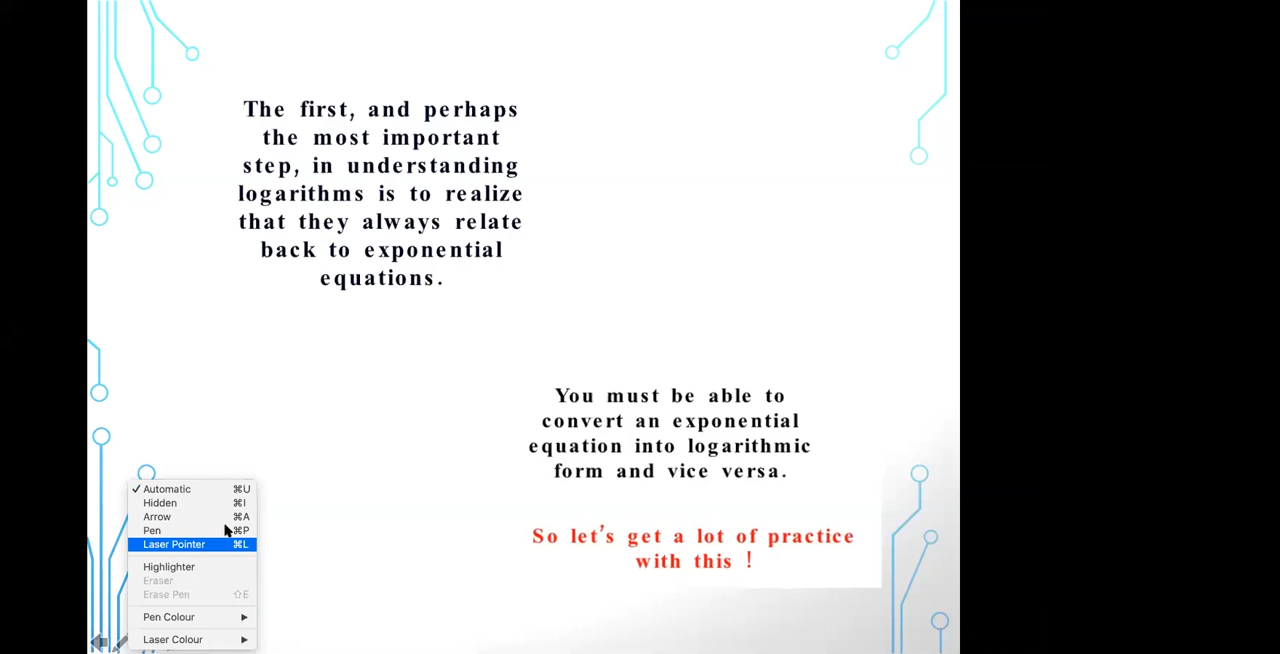 The first, and perhaps
the most important
step, in understanding
logarithms is to realize
that they always relate
back to exponential
equations.
You must be able to
convert an exponential
equation into logarithmic
form and vice versa.
So let's get a lot of practice
with this !
✓ Automatic ⌘U
Hidden ⌘I
Arrow ⌘A
Pen ⌘P
Laser Pointer ⌘L
Highlighter
Eraser
Erase Pen ⇧E
Pen Colour ▶
Laser Colour ▶